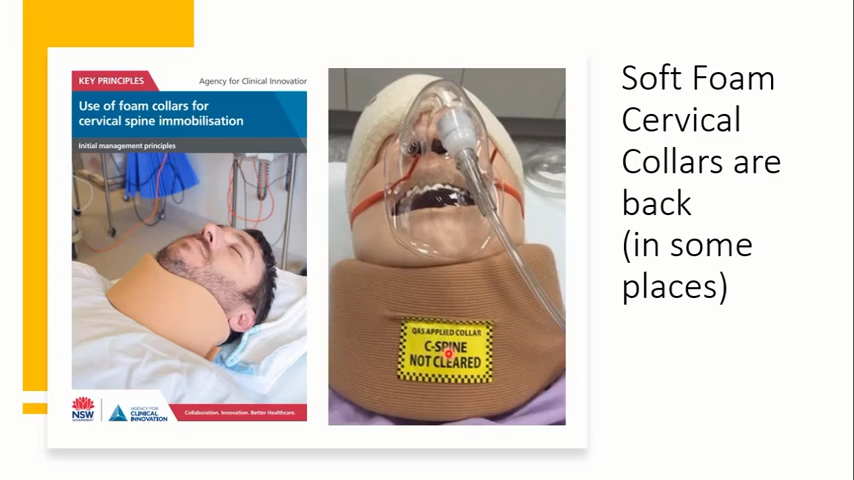 KEY PRINCIPLES
Agency for Clinical Innovation
Use of foam collars for
cervical spine immobilisation
Initial management principles
NSW
GOVERNMENT
AGENCY FOR
CLINICAL
INNOVATION
Collaboration. Innovation. Better Healthcare.
QAS APPLIED COLLAR
C-SPINE
NOT CLEARED
Soft Foam
Cervical
Collars are
back
(in some
places)